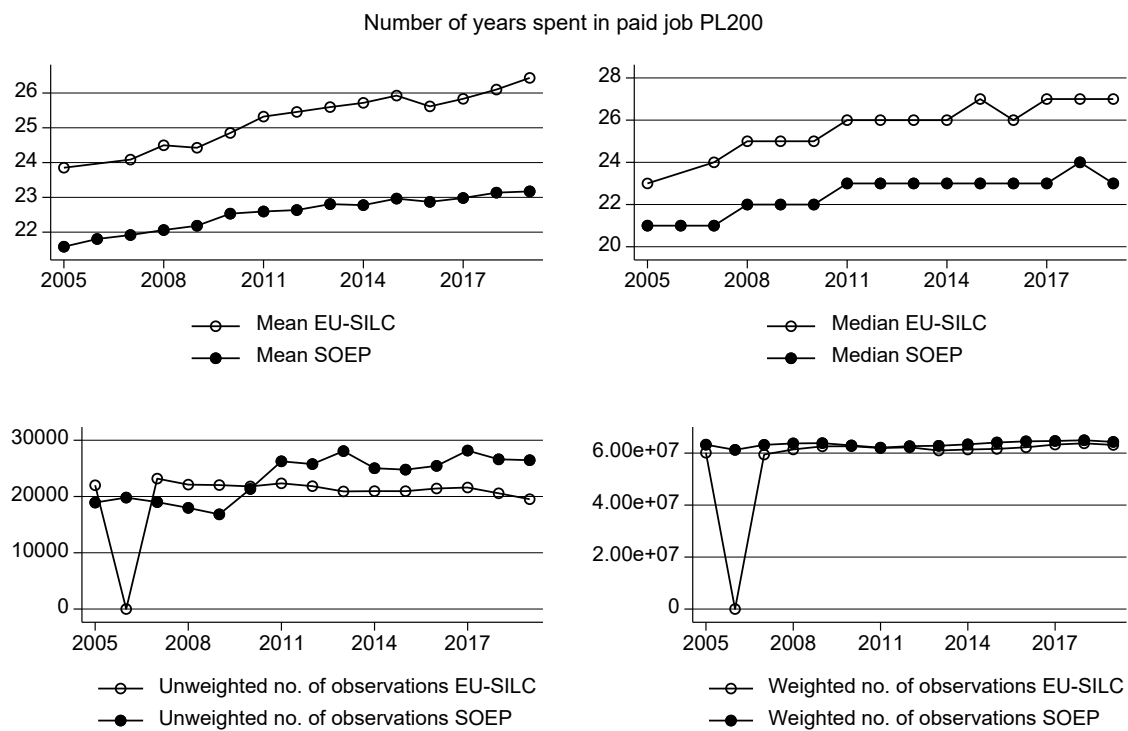 Number of years spent in paid job PL200
26
25
24
23
22
2005 2008 2011 2014 2017
Mean EU-SILC
Mean SOEP
28
26
24
22
20
2005 2008 2011 2014 2017
Median EU-SILC
Median SOEP
30000
20000
10000
0
2005 2008 2011 2014 2017
Unweighted no. of observations EU-SILC
Unweighted no. of observations SOEP
6.00e+07
4.00e+07
2.00e+07
0
2005 2008 2011 2014 2017
Weighted no. of observations EU-SILC
Weighted no. of observations SOEP